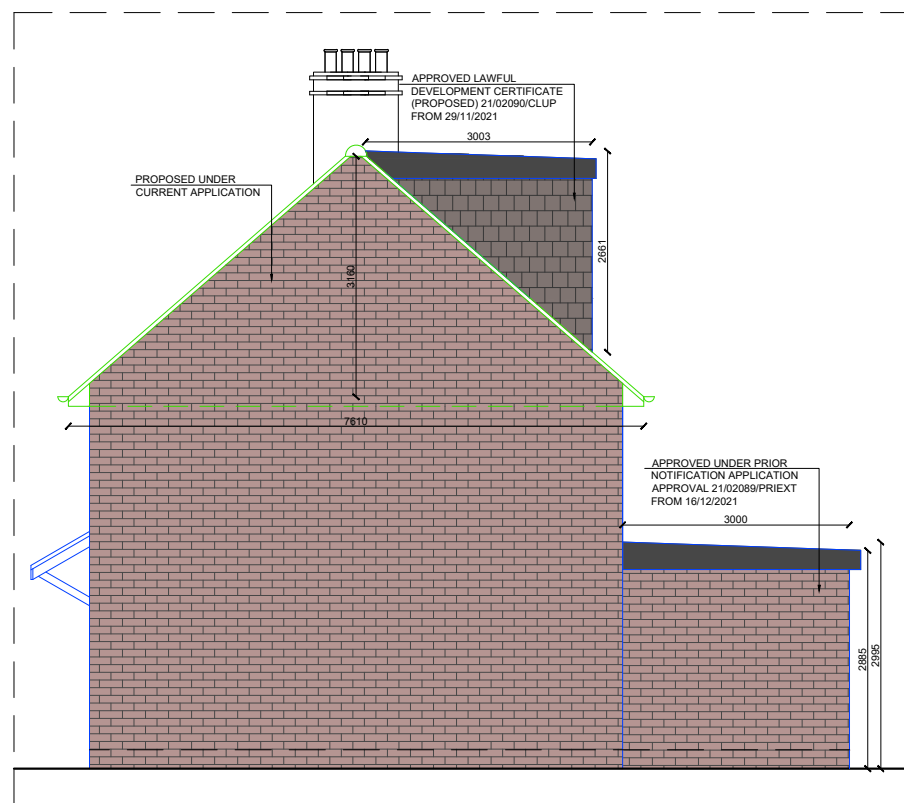 APPROVED LAWFUL
DEVELOPMENT CERTIFICATE
(PROPOSED) 21/02090/CLUP
FROM 29/11/2021
3003
PROPOSED UNDER
CURRENT APPLICATION
2661
3160
7610
APPROVED UNDER PRIOR
NOTIFICATION APPLICATION
APPROVAL 21/02089/PRIEXT
FROM 16/12/2021
3000
2885
2995